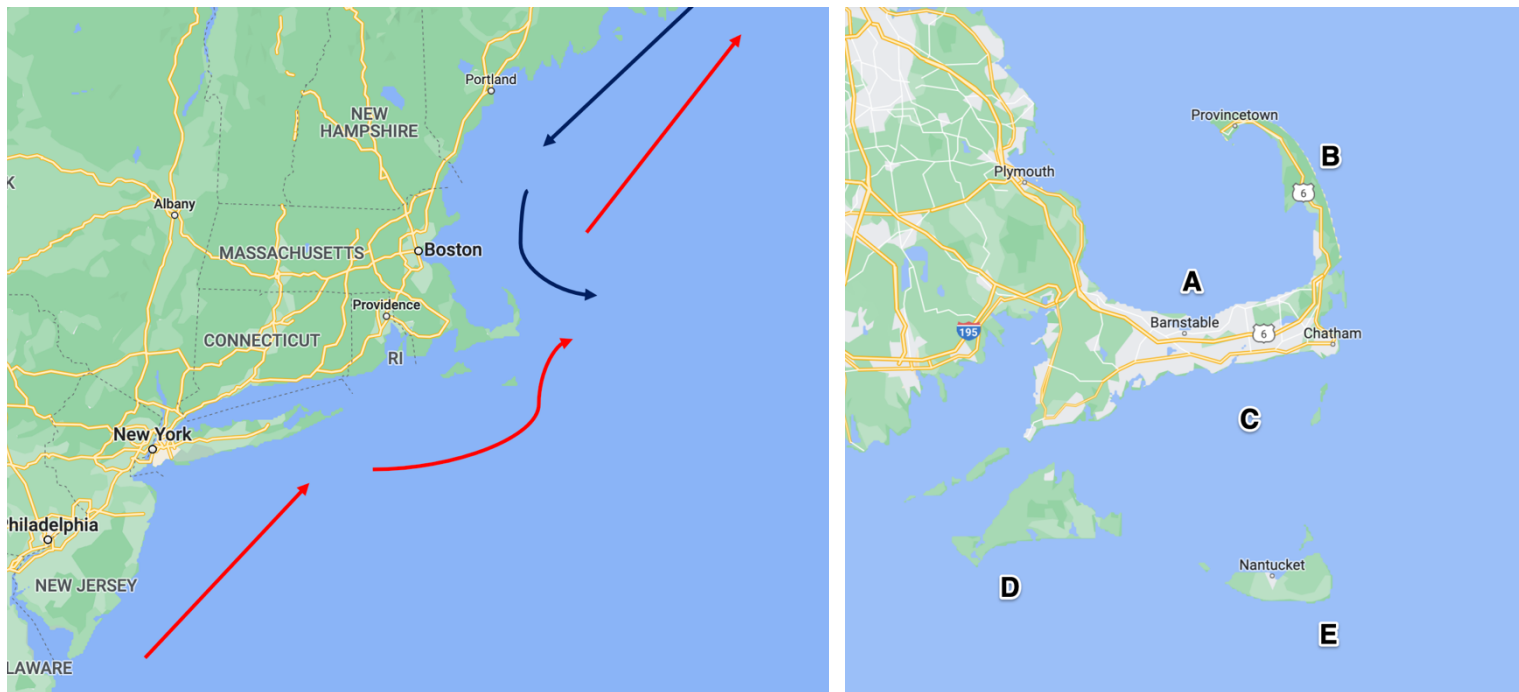 Portland
NEW
HAMPSHIRE
K
Albany
MASSACHUSETTS
Boston
Providence
CONNECTICUT
RI
New York
Philadelphia
NEW JERSEY
LAWARE
Provincetown
B
Plymouth
6
A
Barnstable
195
6
Chatham
C
Nantucket
D
E